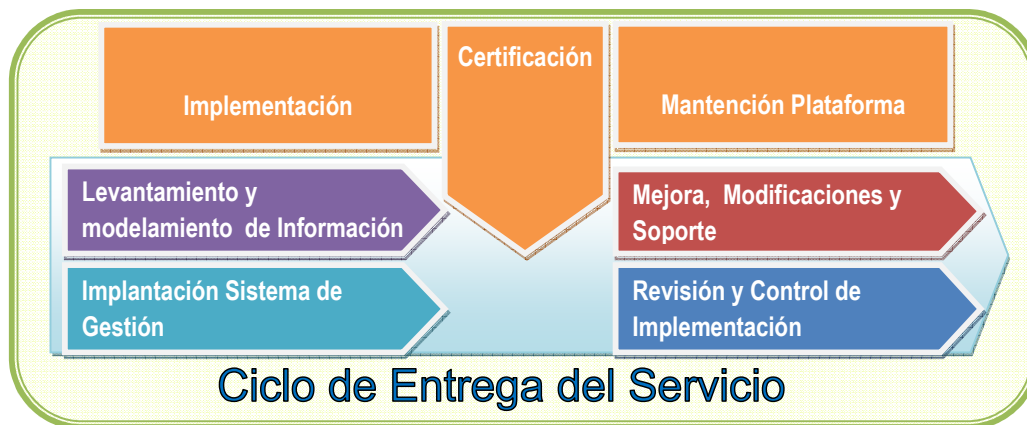 Implementación
Certificación
Mantención Plataforma
Levantamiento y
modelamiento de Información
Implantación Sistema de
Gestión
Mejora, Modificaciones y
Soporte
Revisión y Control de
Implementación
Ciclo de Entrega del Servicio